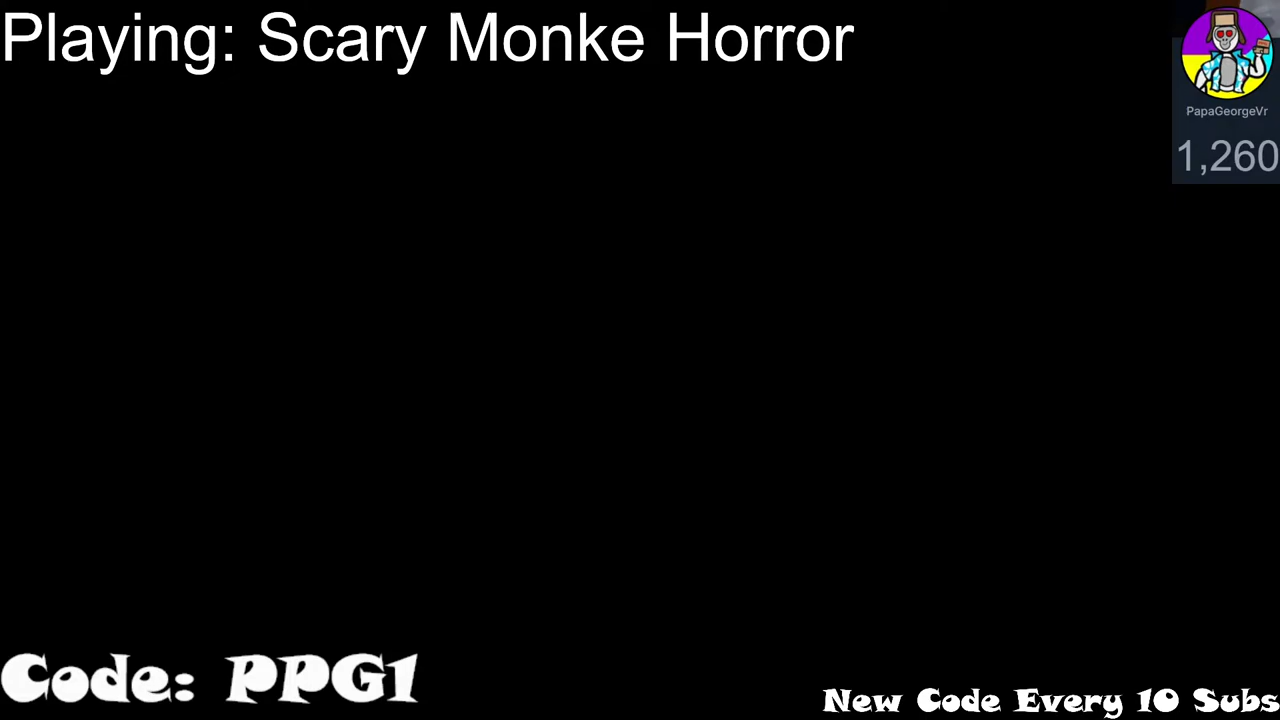 Playing: Scary Monke Horror
PapaGeorgeVr
1,260
Code: PPG1
New Code Every 10 Subs